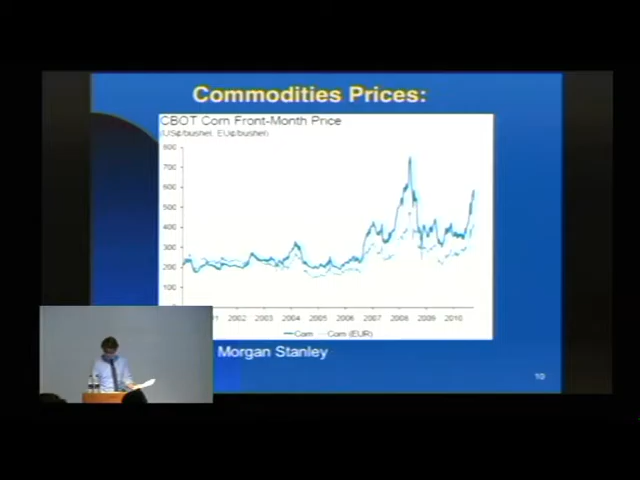 Commodities Prices:
CBOT Corn Front-Month Price
(US¢/bushel, EU¢/bushel)
800
700
600
500
400
300
200
100
2002 2003 2004 2005 2006 2007 2008 2009 2010
Corn Corn (EUR)
Morgan Stanley
10